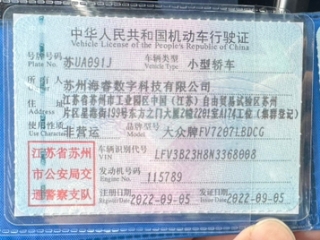 中华人民共和国机动车行驶证
Vehicle License of the People's Republic of China
号牌号码 苏UA091J 车辆类型 小型轿车
Plate No. Vehicle Type
所有人 苏州海睿数字科技有限公司
住址 江苏省苏州市工业园区中国（江苏）自由贸易试验区苏州
片区星港街199号东方之门大厦2幢2201室A174工位（集群登记）
使用性质 非营运 品牌型号 大众牌FV7207LBDCG
Use Character
江苏省苏州
市公安局交
通警察支队
车辆识别代号 LFV3B23H8N3368008
VIN
发动机号码 115789
Engine No.
注册日期 2022-09-05 发证日期 2022-09-05